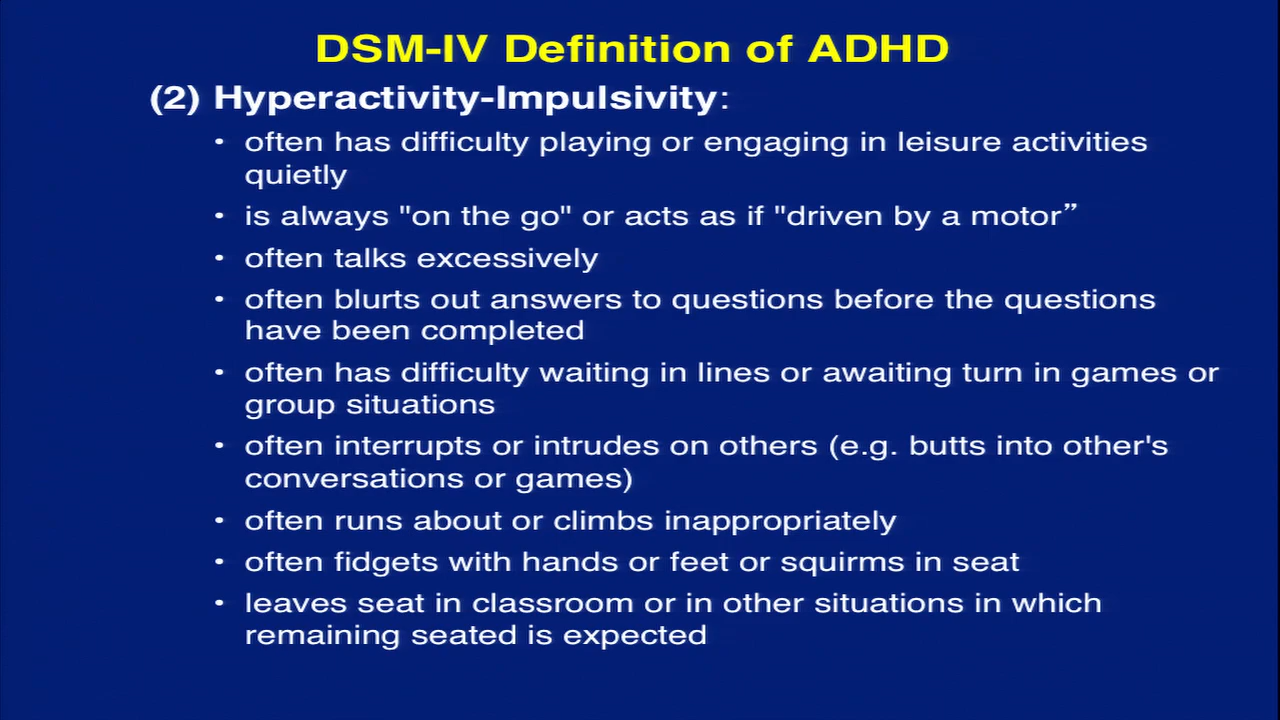 DSM-IV Definition of ADHD
(2) Hyperactivity-Impulsivity:
• often has difficulty playing or engaging in leisure activities
quietly
• is always "on the go" or acts as if "driven by a motor”
• often talks excessively
• often blurts out answers to questions before the questions
have been completed
• often has difficulty waiting in lines or awaiting turn in games or
group situations
• often interrupts or intrudes on others (e.g. butts into other's
conversations or games)
• often runs about or climbs inappropriately
• often fidgets with hands or feet or squirms in seat
• leaves seat in classroom or in other situations in which
remaining seated is expected